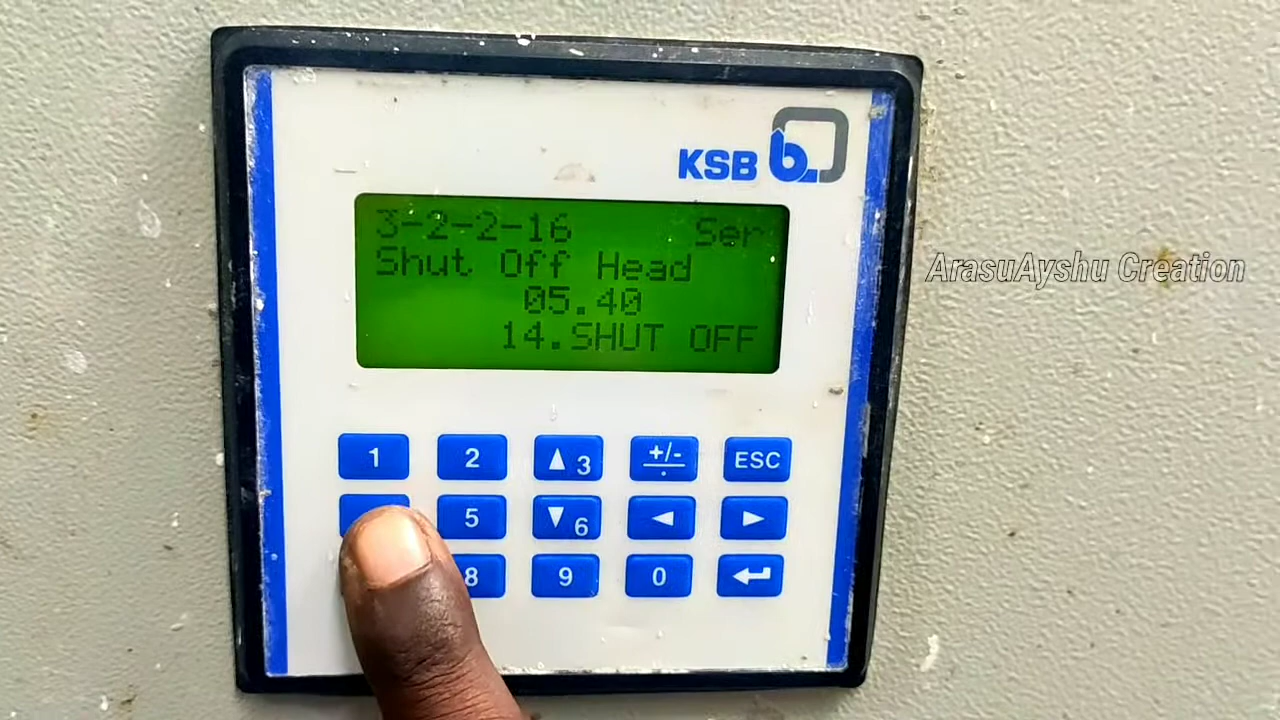 KSB b
3-2-2-16 Ser
Shut Off Head
05.40
14.SHUT OFF
ArasuAyshu Creation
1 2 ▲3 +/- . ESC
5 ▼6 ◄ ►
8 9 0 ↵